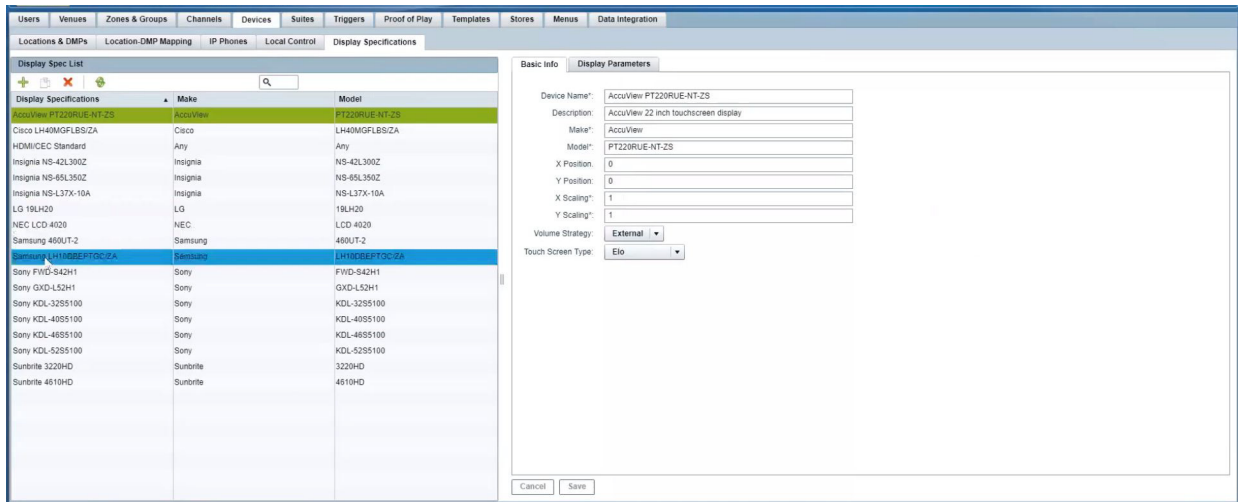 Users Venues Zones & Groups Channels Devices Suites Triggers Proof of Play Templates Stores Menus Data Integration
Locations & DMPs Location-DMP Mapping IP Phones Local Control Display Specifications
Display Spec List
Display Specifications Make Model
AccuView PT220RUE-NT-ZS AccuView PT220RUE-NT-ZS
Cisco LH40MGFLBS/ZA Cisco LH40MGFLBS/ZA
HDMI/CEC Standard Any Any
Insignia NS-42L300Z Insignia NS-42L300Z
Insignia NS-65L350Z Insignia NS-65L350Z
Insignia NS-L37X-10A Insignia NS-L37X-10A
LG 19LH20 LG 19LH20
NEC LCD 4020 NEC LCD 4020
Samsung 460UT-2 Samsung 460UT-2
Samsung Samsung
Sony FWD-S42H1 Sony FWD-S42H1
Sony GXD-L52H1 Sony GXD-L52H1
Sony KDL-32S5100 Sony KDL-32S5100
Sony KDL-40S5100 Sony KDL-40S5100
Sony KDL-46S5100 Sony KDL-46S5100
Sony KDL-52S5100 Sony KDL-52S5100
Sunbrite 3220HD Sunbrite 3220HD
Sunbrite 4610HD Sunbrite 4610HD
Basic Info Display Parameters
Device Name*: AccuView PT220RUE-NT-ZS
Description: AccuView 22 inch touchscreen display
Make*: AccuView
Model*: PT220RUE-NT-ZS
X Position: 0
Y Position: 0
X Scaling*: 1
Y Scaling*: 1
Volume Strategy: External
Touch Screen Type: Elo
Cancel Save